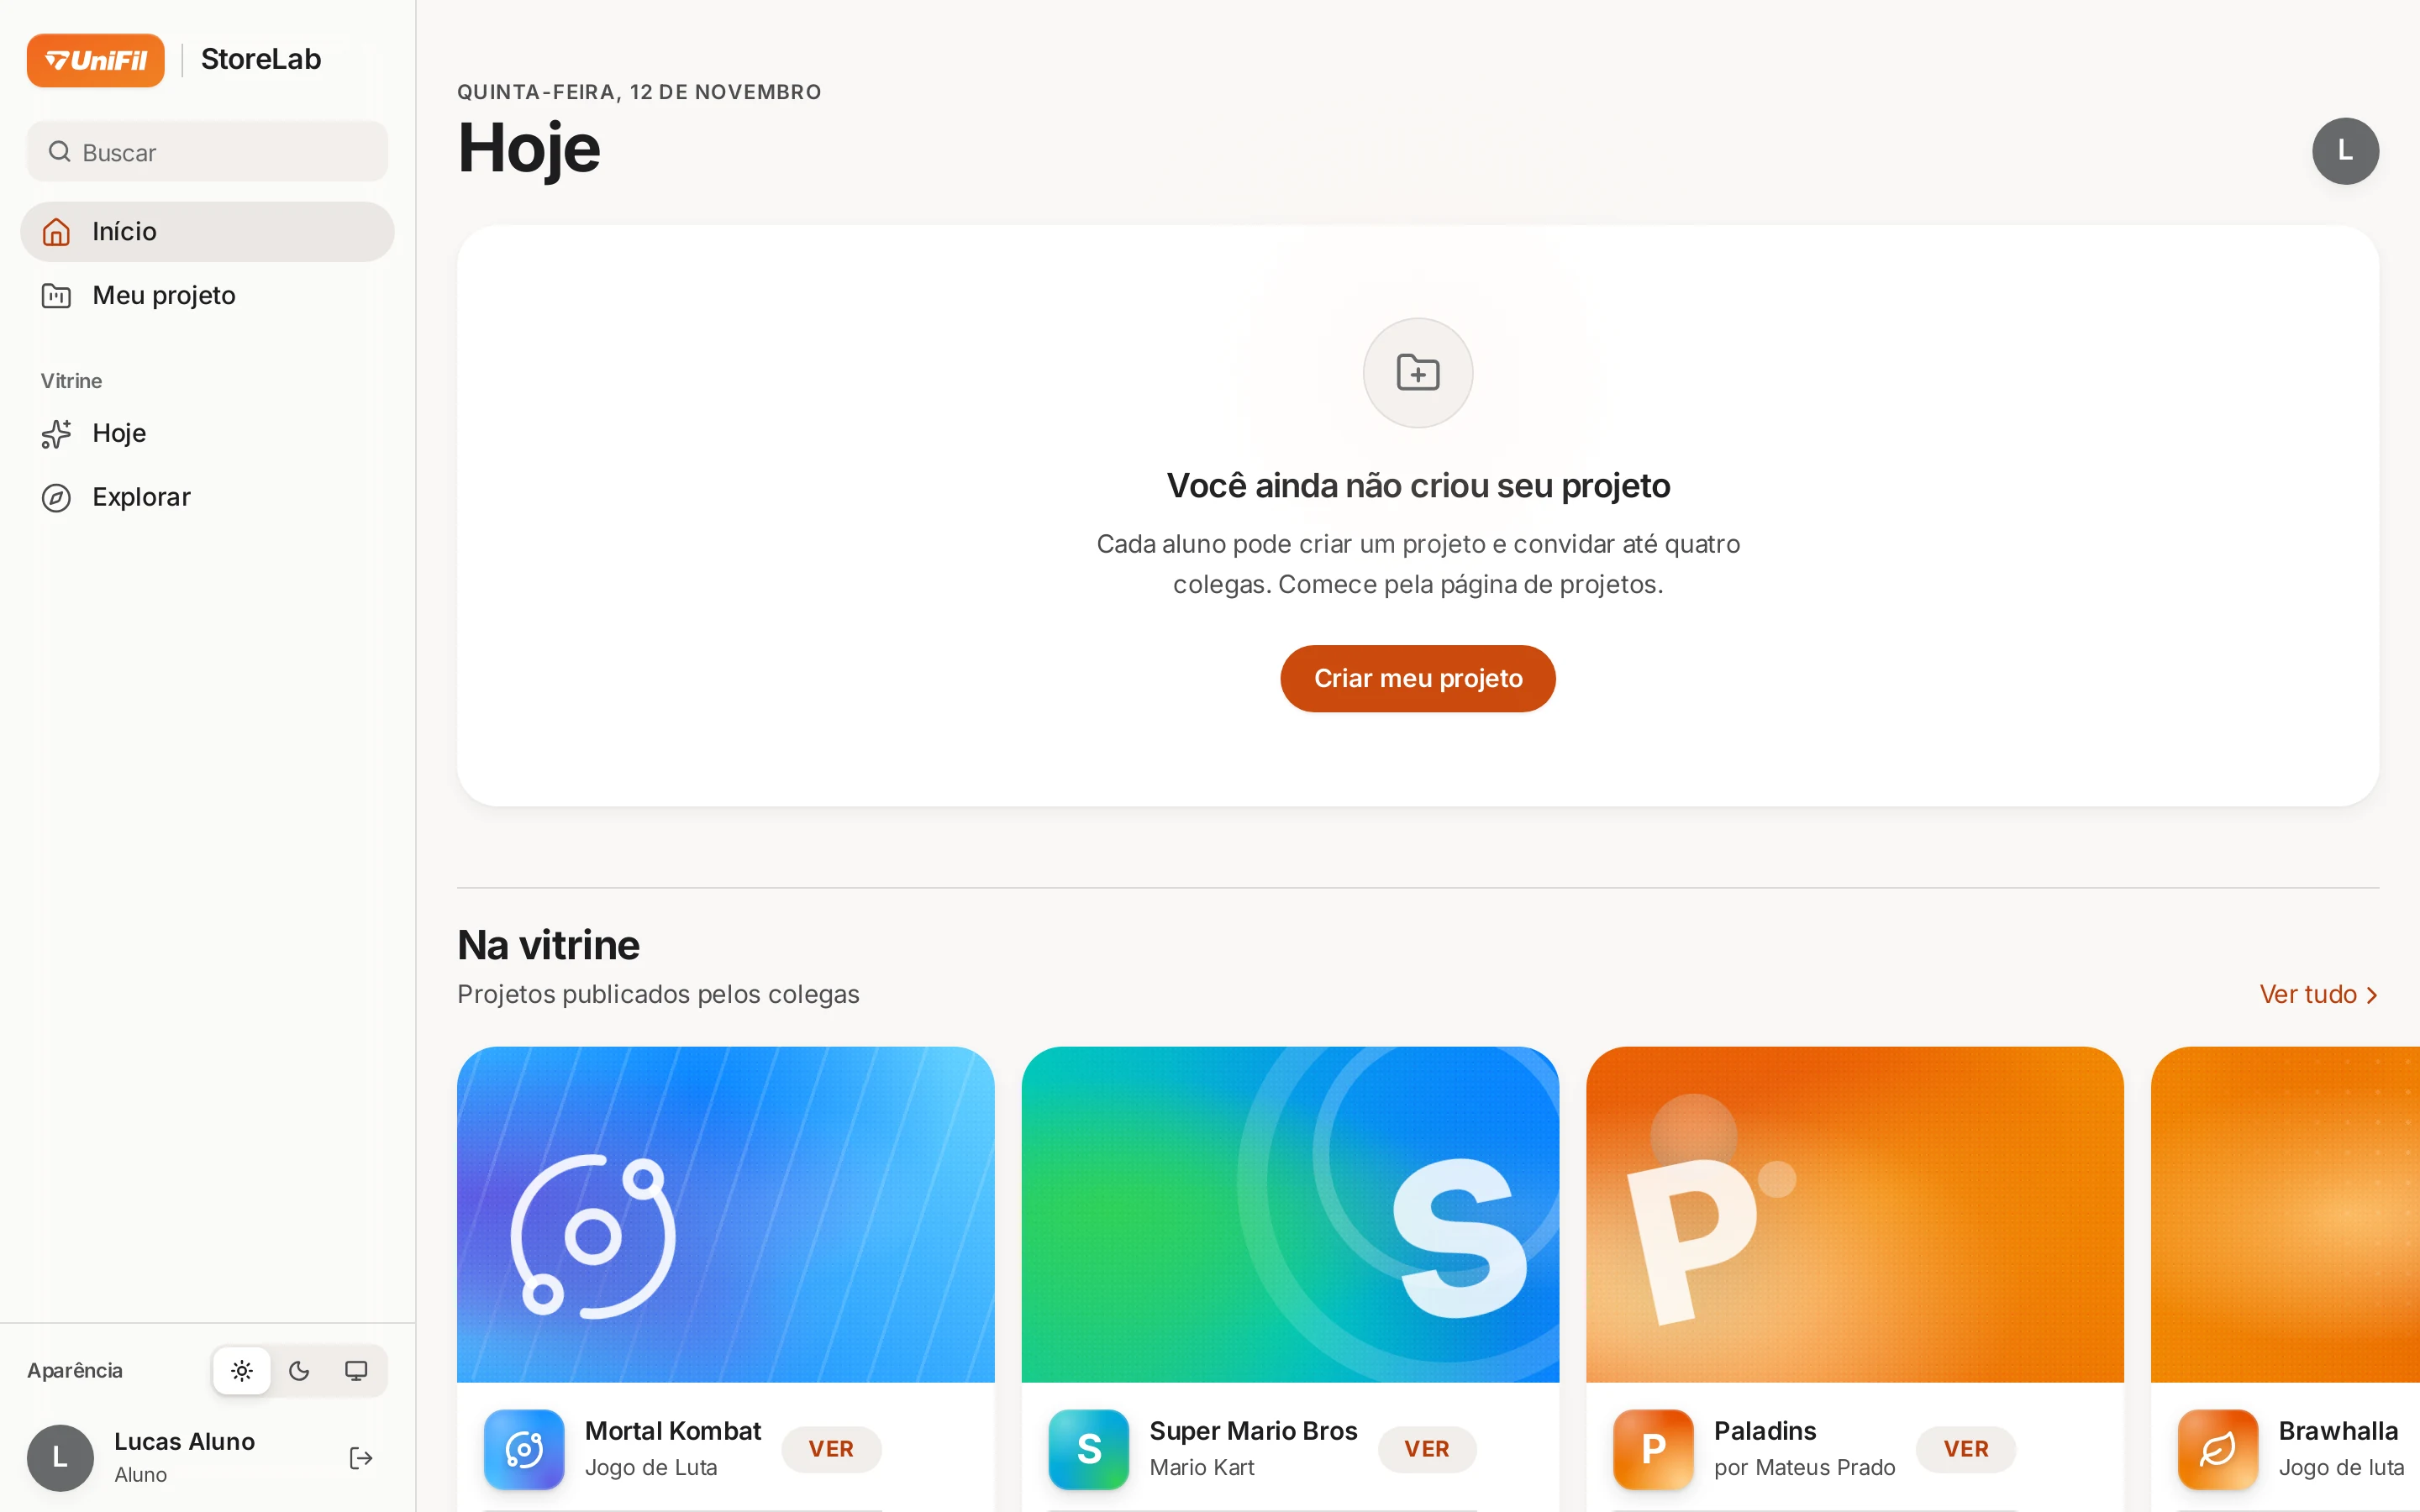 UniFil
StoreLab
Buscar
Início
Meu projeto
Vitrine
Hoje
Explorar
Aparência
L
Lucas Aluno
Aluno
QUINTA-FEIRA, 12 DE NOVEMBRO
Hoje
L
Você ainda não criou seu projeto
Cada aluno pode criar um projeto e convidar até quatro
colegas. Comece pela página de projetos.
Criar meu projeto
Na vitrine
Projetos publicados pelos colegas
Ver tudo
Mortal Kombat
Jogo de Luta
VER
S
S
Super Mario Bros
Mario Kart
VER
P
P
Paladins
por Mateus Prado
VER
Brawhalla
Jogo de luta